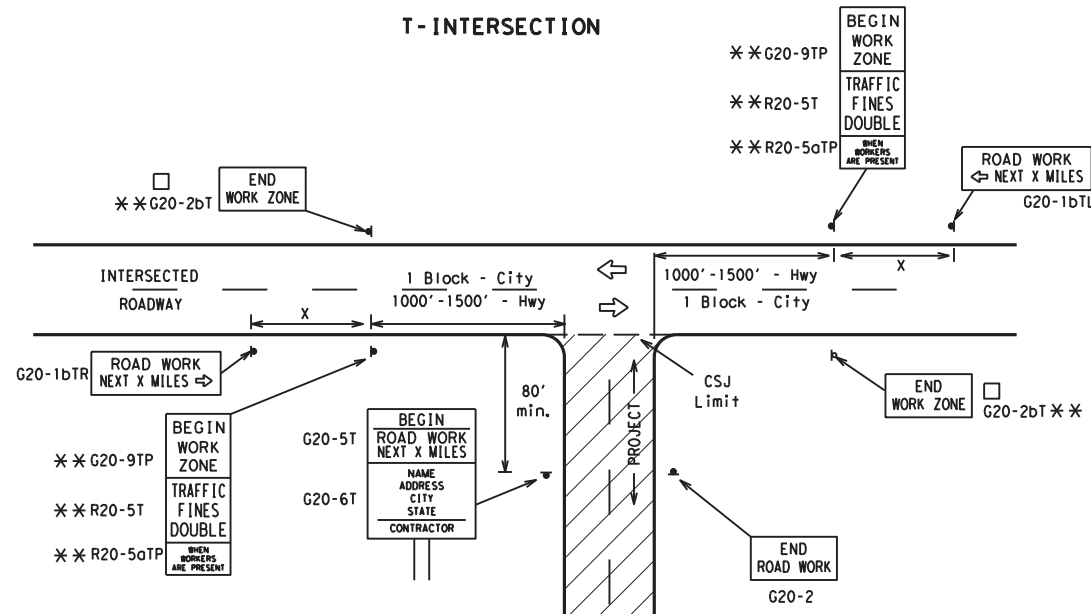 T-INTERSECTION
BEGIN
WORK
ZONE
TRAFFIC
FINES
DOUBLE
WHEN
WORKERS
ARE PRESENT
**G20-9TP
**R20-5T
**R20-5aTP
ROAD WORK
⇦ NEXT X MILES
G20-1bTL
□
**G20-2bT
END
WORK ZONE
INTERSECTED
ROADWAY
1 Block - City
1000'-1500' - Hwy
X
⇦
⇨
1000'-1500' - Hwy
1 Block - City
X
G20-1bTR
ROAD WORK
NEXT X MILES ⇨
80'
min.
CSJ
Limit
PROJECT
END
WORK ZONE
□
G20-2bT **
**G20-9TP
**R20-5T
**R20-5aTP
BEGIN
WORK
ZONE
TRAFFIC
FINES
DOUBLE
WHEN
WORKERS
ARE PRESENT
G20-5T
G20-6T
BEGIN
ROAD WORK
NEXT X MILES
NAME
ADDRESS
CITY
STATE
CONTRACTOR
END
ROAD WORK
G20-2